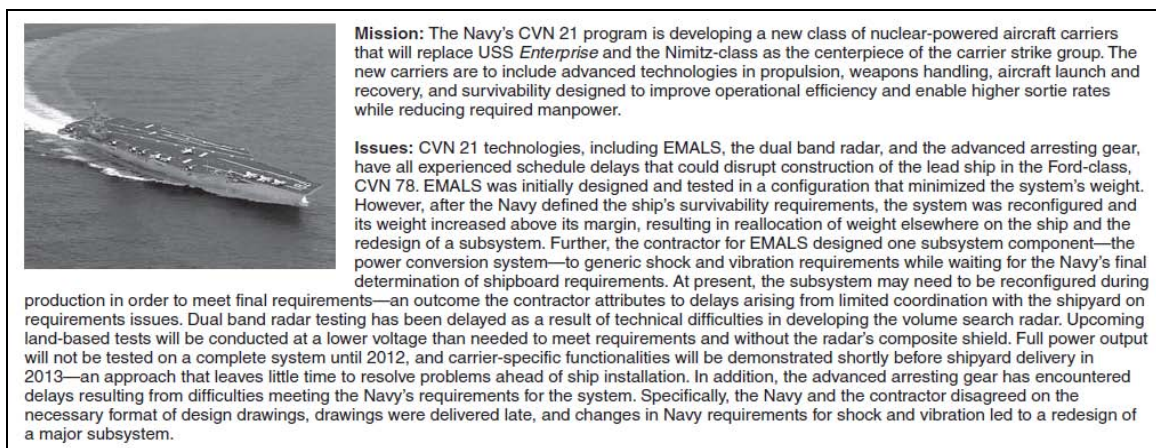 Mission: The Navy's CVN 21 program is developing a new class of nuclear-powered aircraft carriers
that will replace USS Enterprise and the Nimitz-class as the centerpiece of the carrier strike group. The
new carriers are to include advanced technologies in propulsion, weapons handling, aircraft launch and
recovery, and survivability designed to improve operational efficiency and enable higher sortie rates
while reducing required manpower.
Issues: CVN 21 technologies, including EMALS, the dual band radar, and the advanced arresting gear,
have all experienced schedule delays that could disrupt construction of the lead ship in the Ford-class,
CVN 78. EMALS was initially designed and tested in a configuration that minimized the system's weight.
However, after the Navy defined the ship's survivability requirements, the system was reconfigured and
its weight increased above its margin, resulting in reallocation of weight elsewhere on the ship and the
redesign of a subsystem. Further, the contractor for EMALS designed one subsystem component—the
power conversion system—to generic shock and vibration requirements while waiting for the Navy's final
determination of shipboard requirements. At present, the subsystem may need to be reconfigured during
production in order to meet final requirements—an outcome the contractor attributes to delays arising from limited coordination with the shipyard on
requirements issues. Dual band radar testing has been delayed as a result of technical difficulties in developing the volume search radar. Upcoming
land-based tests will be conducted at a lower voltage than needed to meet requirements and without the radar's composite shield. Full power output
will not be tested on a complete system until 2012, and carrier-specific functionalities will be demonstrated shortly before shipyard delivery in
2013—an approach that leaves little time to resolve problems ahead of ship installation. In addition, the advanced arresting gear has encountered
delays resulting from difficulties meeting the Navy's requirements for the system. Specifically, the Navy and the contractor disagreed on the
necessary format of design drawings, drawings were delivered late, and changes in Navy requirements for shock and vibration led to a redesign of
a major subsystem.